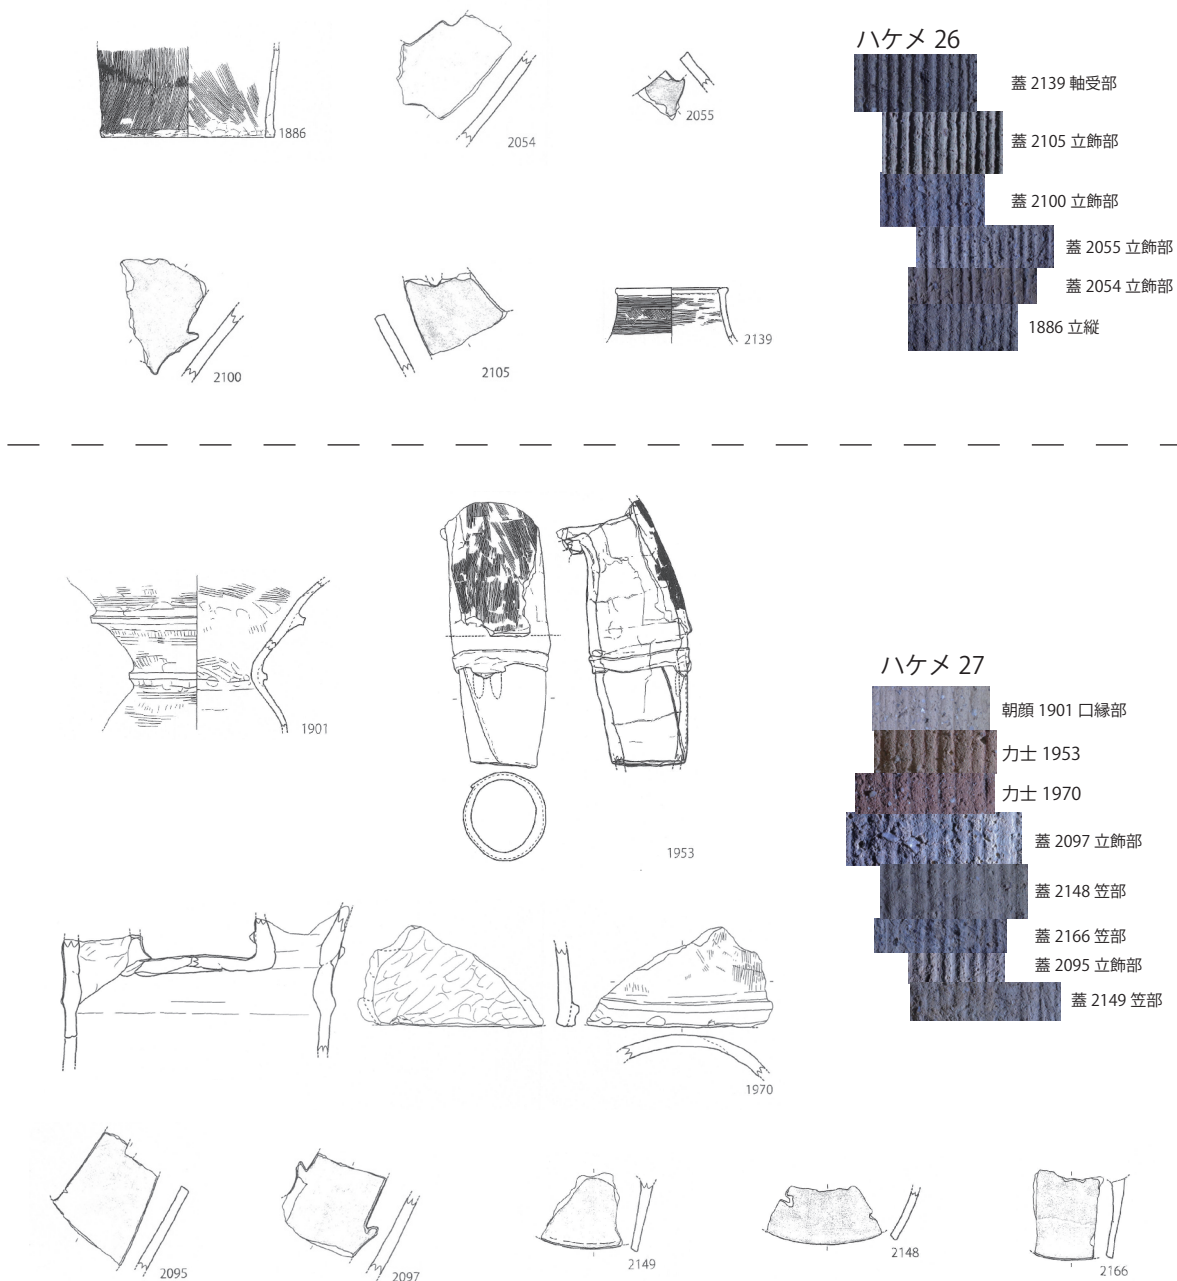 1886
2054
2055
ハケメ 26
蓋 2139 軸受部
蓋 2105 立飾部
蓋 2100 立飾部
蓋 2055 立飾部
蓋 2054 立飾部
1886 立縦
2100
2105
2139
1901
1953
ハケメ 27
朝顔 1901 口縁部
力士 1953
力士 1970
蓋 2097 立飾部
蓋 2148 笠部
蓋 2166 笠部
蓋 2095 立飾部
蓋 2149 笠部
1970
2095
2097
2149
2148
2166